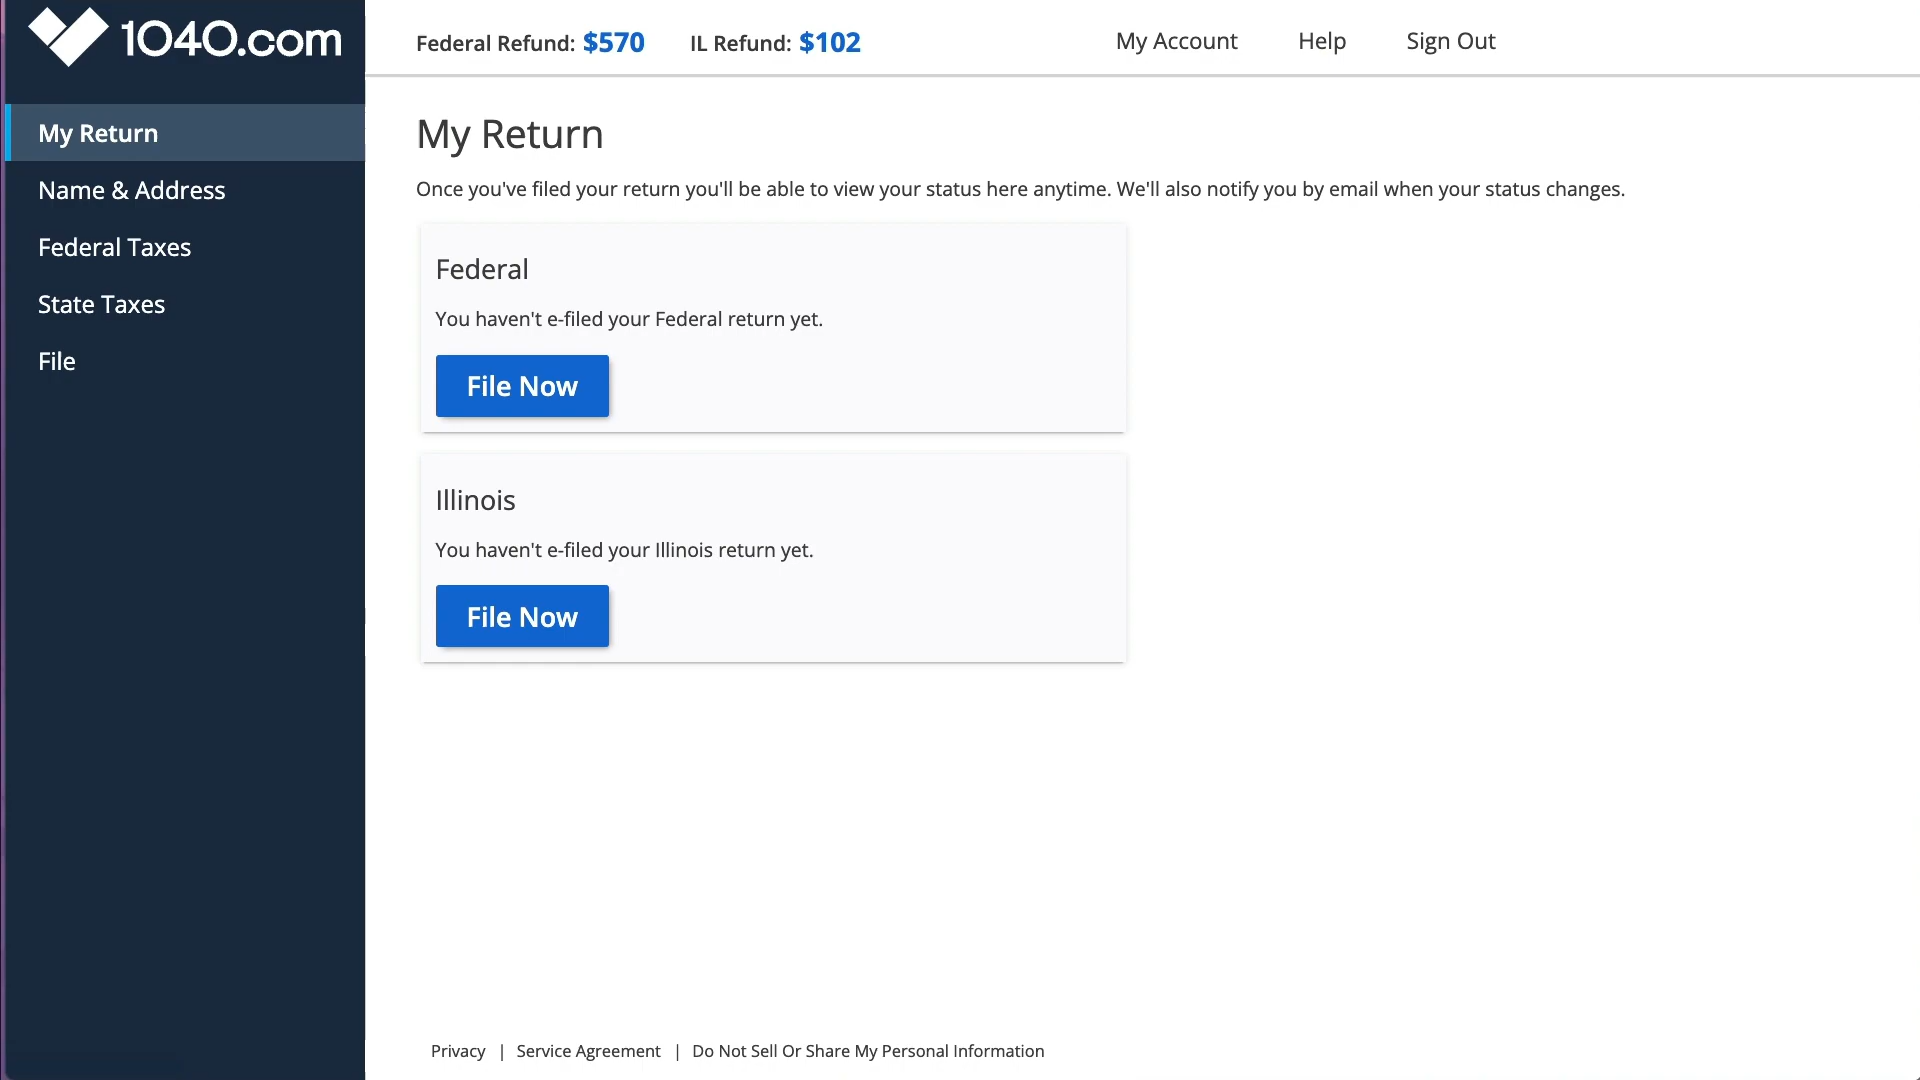 1040.com
Federal Refund: $570 IL Refund: $102 My Account Help Sign Out
My Return
Name & Address
Federal Taxes
State Taxes
File
My Return
Once you've filed your return you'll be able to view your status here anytime. We'll also notify you by email when your status changes.
Federal
You haven't e-filed your Federal return yet.
File Now
Illinois
You haven't e-filed your Illinois return yet.
File Now
Privacy | Service Agreement | Do Not Sell Or Share My Personal Information